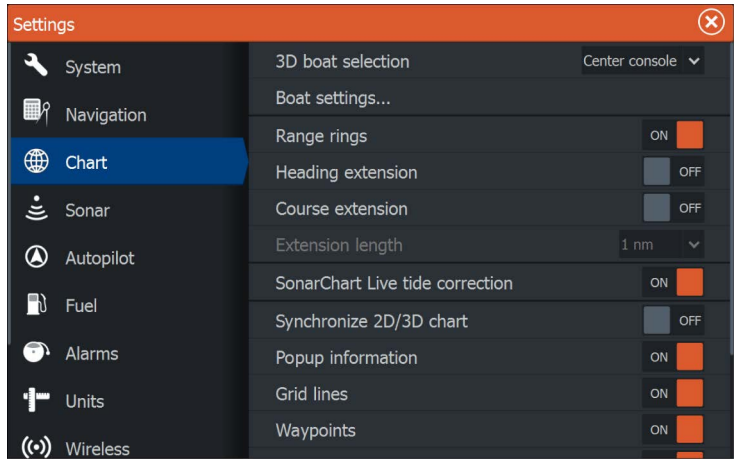 Settings
System
Navigation
Chart
Sonar
Autopilot
Fuel
Alarms
Units
Wireless
3D boat selection Center console
Boat settings...
Range rings ON
Heading extension OFF
Course extension OFF
Extension length 1 nm
SonarChart Live tide correction ON
Synchronize 2D/3D chart OFF
Popup information ON
Grid lines ON
Waypoints ON